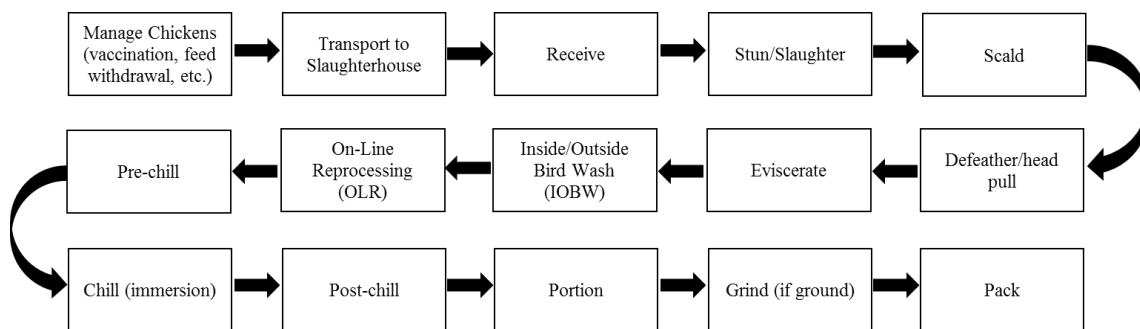 Manage Chickens
(vaccination, feed
withdrawal, etc.)
Transport to
Slaughterhouse
Receive
Stun/Slaughter
Scald
Defeather/head
pull
Eviscerate
Inside/Outside
Bird Wash
(IOBW)
On-Line
Reprocessing
(OLR)
Pre-chill
Chill (immersion)
Post-chill
Portion
Grind (if ground)
Pack